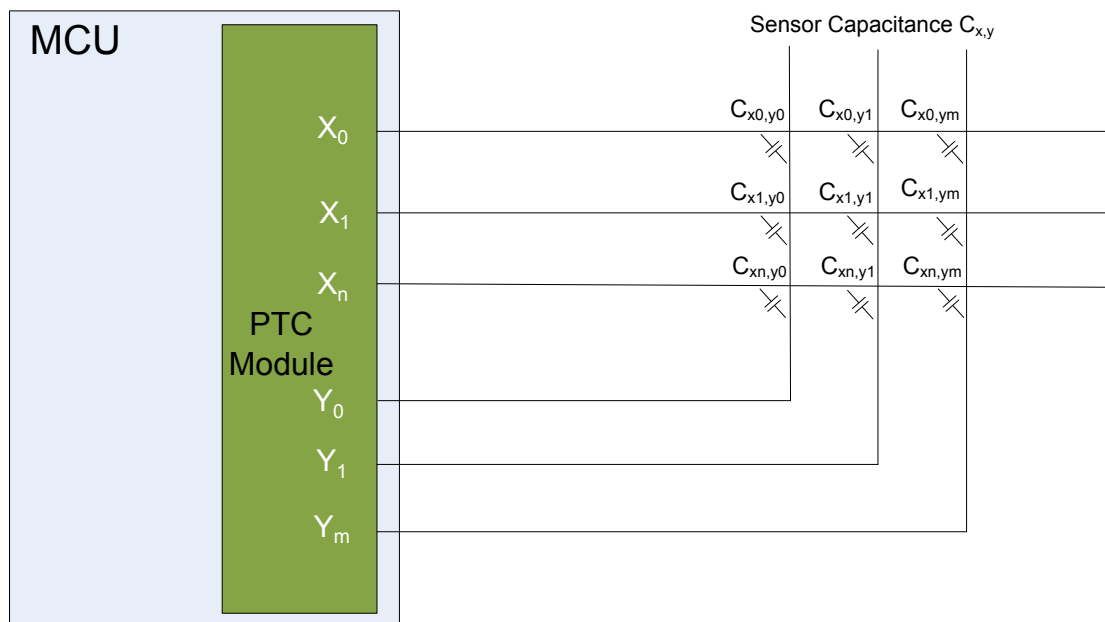 MCU
Sensor Capacitance Cx,y
Cx0,y0 Cx0,y1 Cx0,ym
X0
Cx1,y0 Cx1,y1 Cx1,ym
X1
Cxn,y0 Cxn,y1 Cxn,ym
Xn
PTC
Module
Y0
Y1
Ym